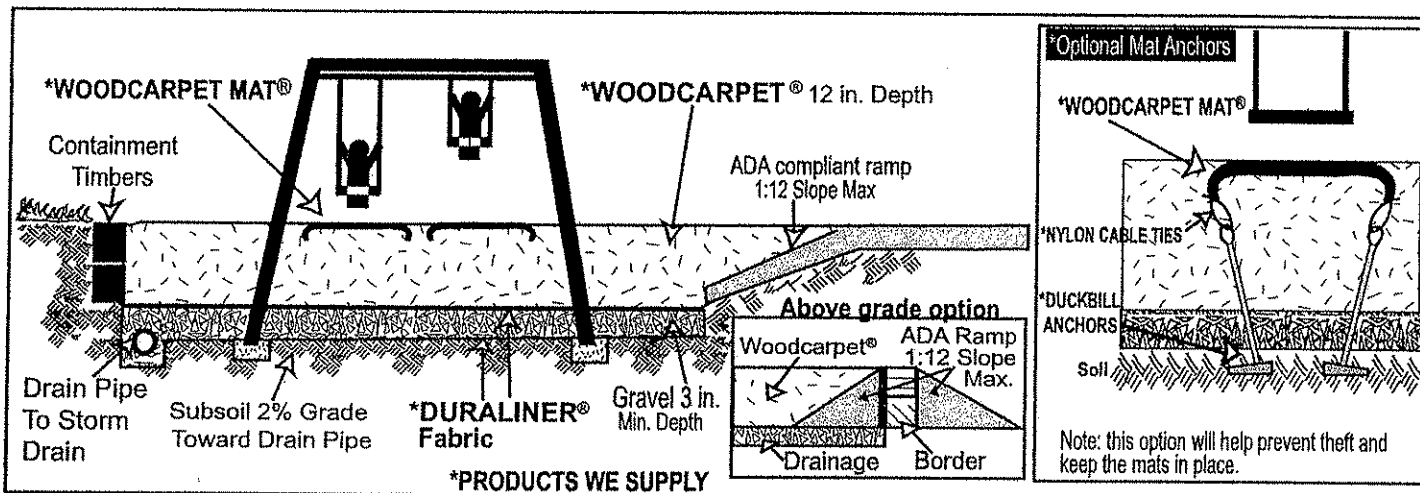 *WOODCARPET MAT®
*WOODCARPET ® 12 in. Depth
Containment
Timbers
ADA compliant ramp
1:12 Slope Max
Drain Pipe
To Storm
Drain
Subsoil 2% Grade
Toward Drain Pipe
*DURALINER®
Fabric
Gravel 3 in.
Min. Depth
*PRODUCTS WE SUPPLY
Above grade option
Woodcarpet®
ADA Ramp
1:12 Slope
Max.
Drainage
Border
*Optional Mat Anchors
*WOODCARPET MAT®
*NYLON CABLE TIES
*DUCKBILL
ANCHORS
Soil
Note: this option will help prevent theft and
keep the mats in place.